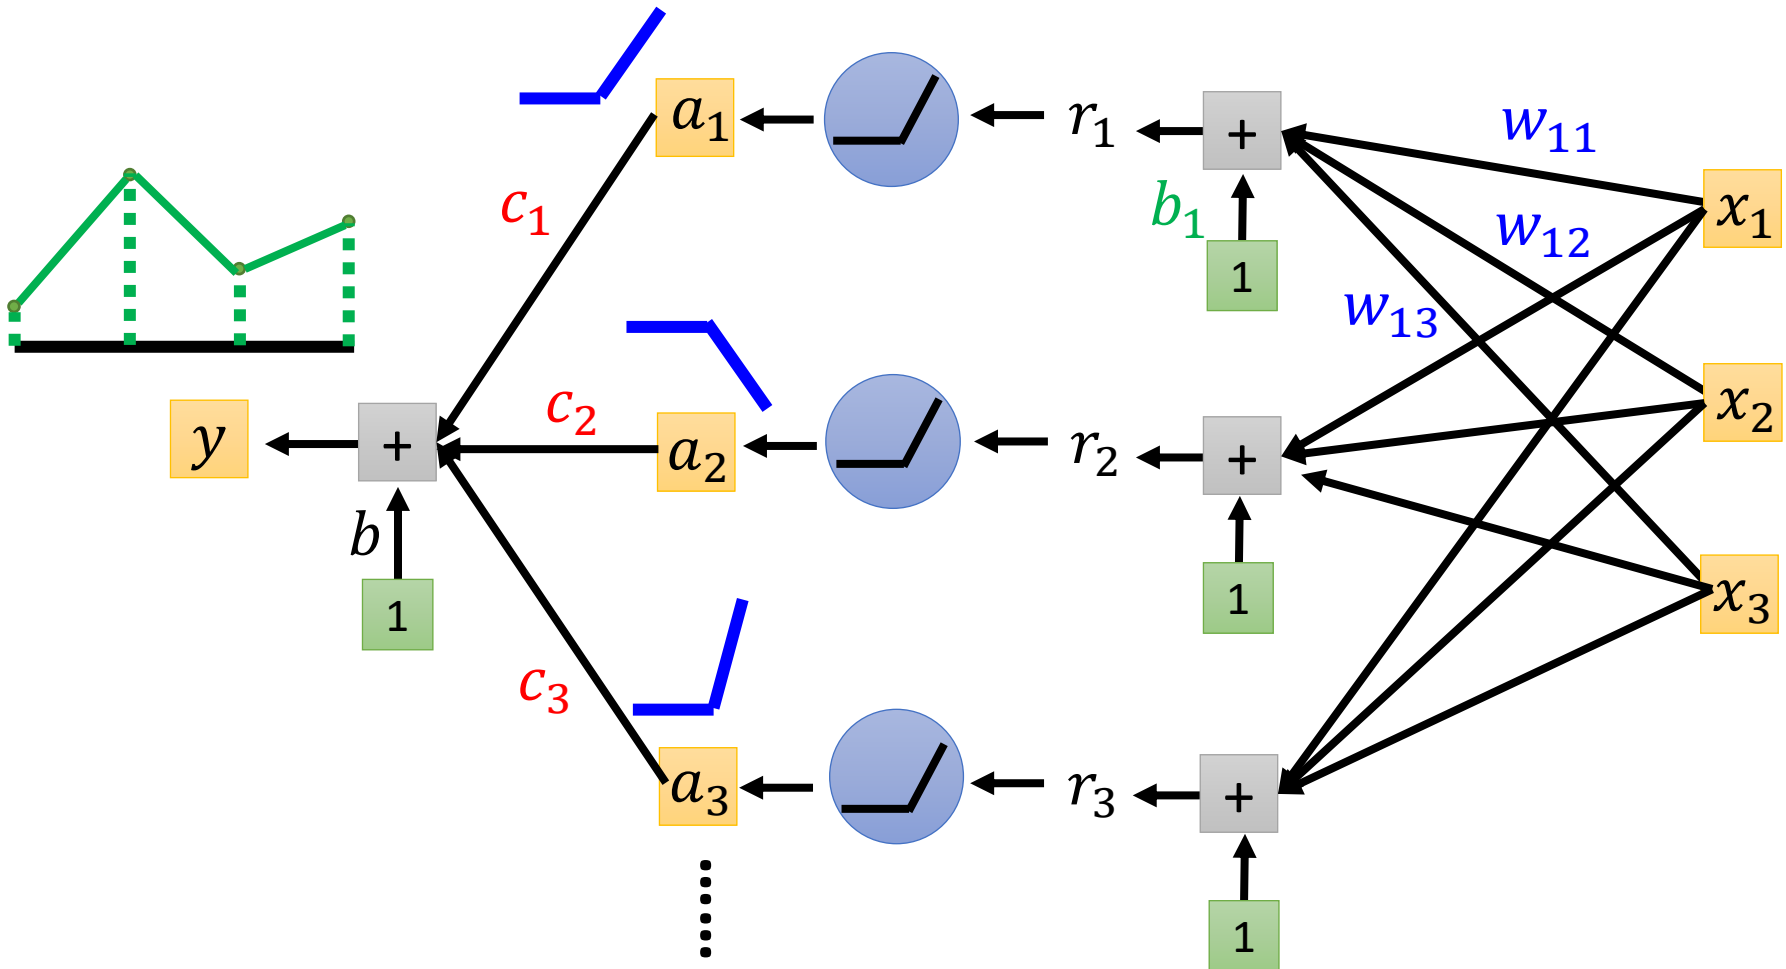 a₁ r₁ + w₁₁
c₁ b₁ w₁₂ x₁
1
w₁₃
y + c₂ a₂ r₂ + x₂
b
1 1 x₃
c₃
a₃ r₃ +
1